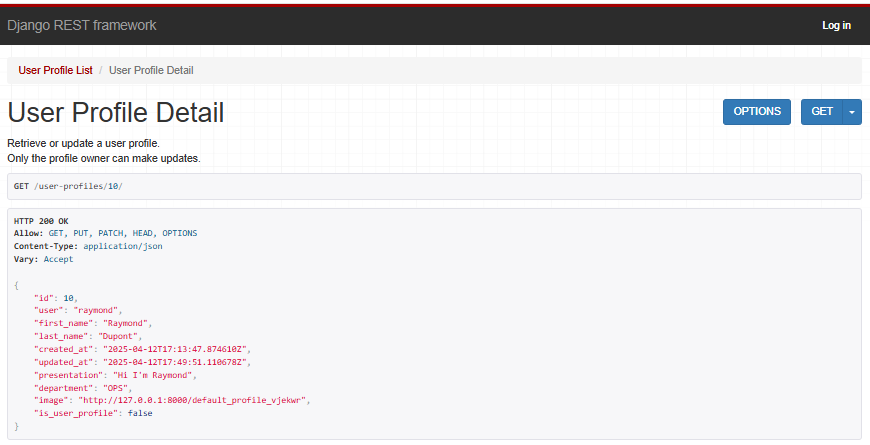 Django REST framework
Log in
User Profile List / User Profile Detail
User Profile Detail
OPTIONS
GET
Retrieve or update a user profile.
Only the profile owner can make updates.
GET /user-profiles/10/
HTTP 200 OK
Allow: GET, PUT, PATCH, HEAD, OPTIONS
Content-Type: application/json
Vary: Accept
{
    "id": 10,
    "user": "raymond",
    "first_name": "Raymond",
    "last_name": "Dupont",
    "created_at": "2025-04-12T17:13:47.874610Z",
    "updated_at": "2025-04-12T17:49:51.110678Z",
    "presentation": "Hi I'm Raymond",
    "department": "OPS",
    "image": "http://127.0.0.1:8000/default_profile_vjekwr",
    "is_user_profile": false
}